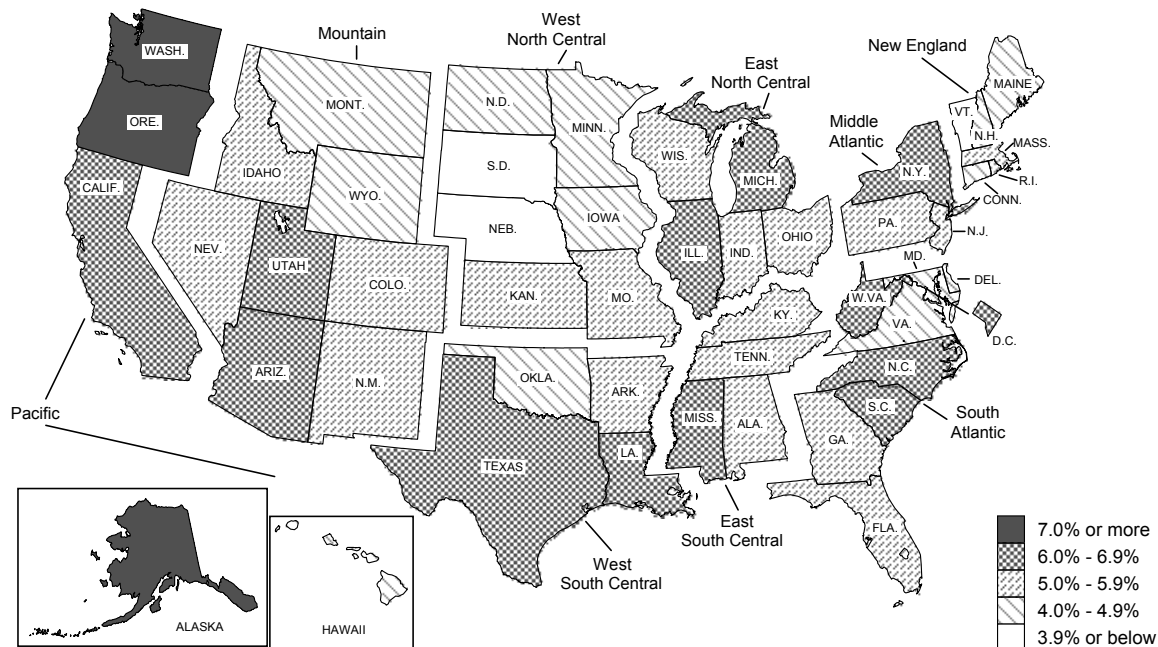 West
North Central
Mountain
New England
East
North Central
Middle
Atlantic
WASH.
ORE.
CALIF.
IDAHO
NEV.
MONT.
WYO.
UTAH
COLO.
ARIZ.
N.M.
N.D.
S.D.
NEB.
KAN.
OKLA.
TEXAS
MINN.
IOWA
MO.
ARK.
LA.
WIS.
ILL.
MICH.
IND.
OHIO
KY.
TENN.
MISS.
ALA.
GA.
FLA.
S.C.
N.C.
VA.
W.VA.
PA.
N.Y.
VT.
N.H.
MAINE
MASS.
R.I.
CONN.
N.J.
MD.
DEL.
D.C.
Pacific
South
Atlantic
East
South Central
West
South Central
ALASKA
HAWAII
7.0% or more
6.0% - 6.9%
5.0% - 5.9%
4.0% - 4.9%
3.9% or below